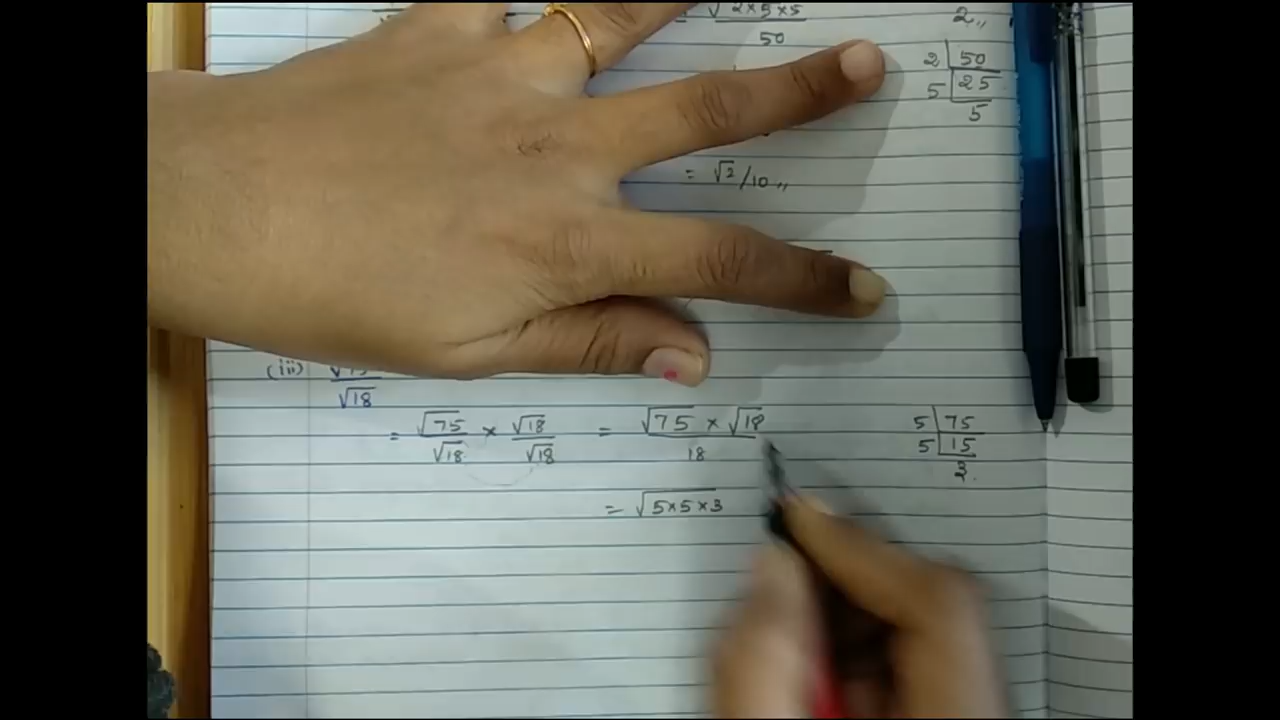 √2×5×5
50
2,,
2 | 50
5 | 25
5
= √2/10,,
(iii) √75
√18
= √75/√18 × √18/√18 = √75 × √18/18
5 | 75
5 | 15
3
= √5×5×3